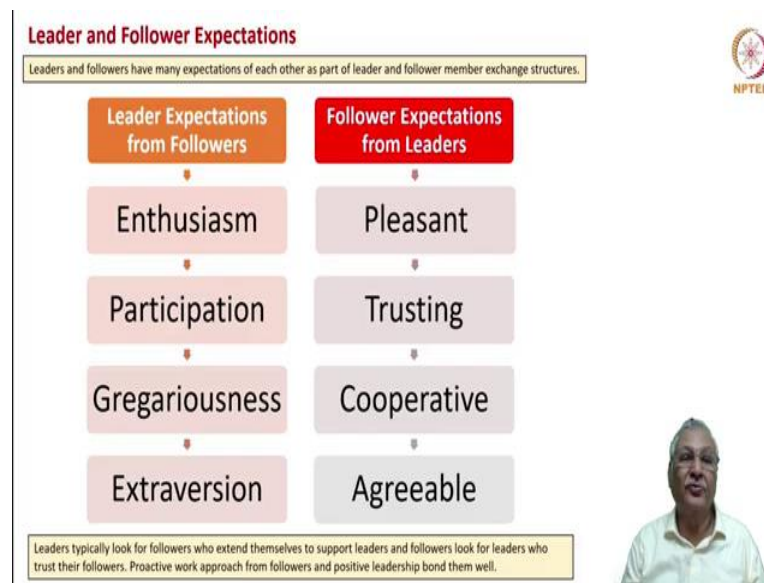 Leader and Follower Expectations
Leaders and followers have many expectations of each other as part of leader and follower member exchange structures.
NPTEL
Leader Expectations
from Followers
Enthusiasm
Participation
Gregariousness
Extraversion
Follower Expectations
from Leaders
Pleasant
Trusting
Cooperative
Agreeable
Leaders typically look for followers who extend themselves to support leaders and followers look for leaders who
trust their followers. Proactive work approach from followers and positive leadership bond them well.